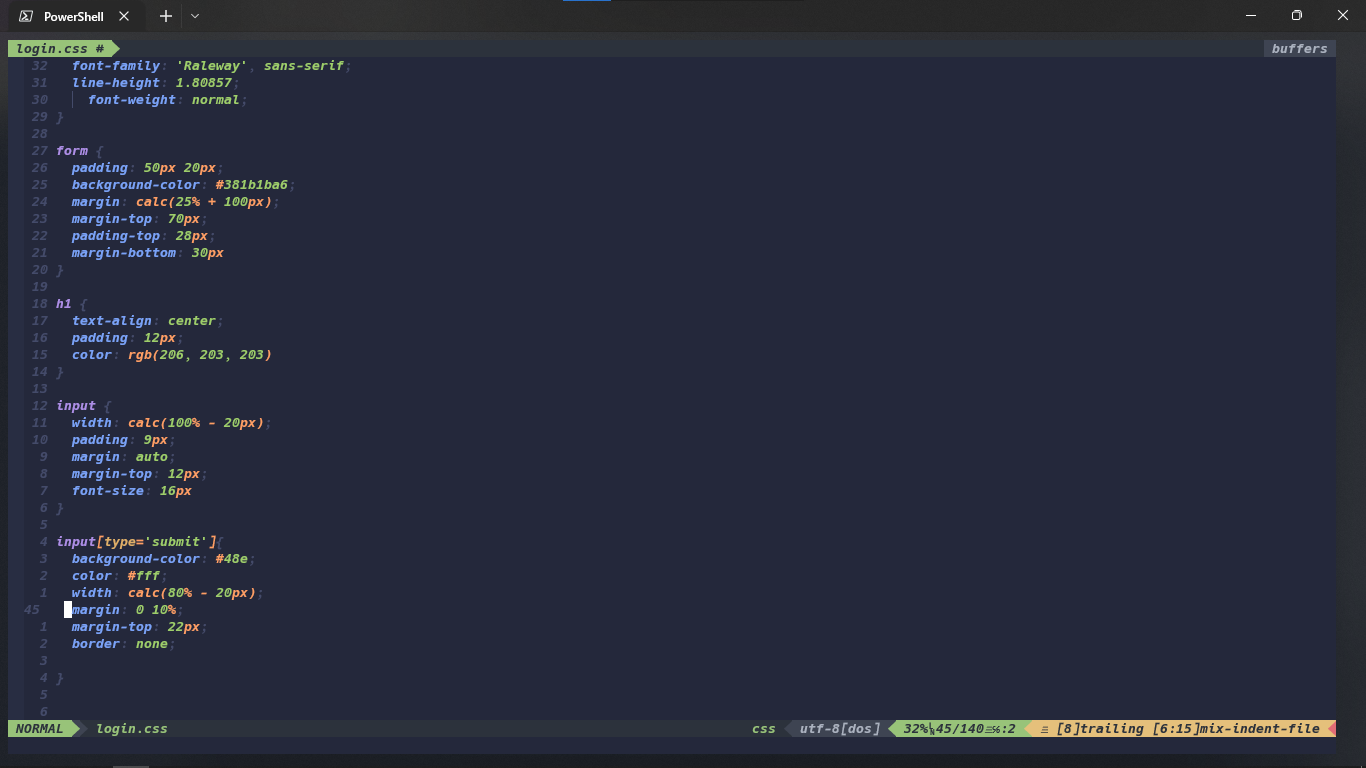 PowerShell
login.css #
buffers
32 font-family: 'Raleway', sans-serif;
31 line-height: 1.80857;
30 font-weight: normal;
29 }
28
27 form {
26 padding: 50px 20px;
25 background-color: #381b1ba6;
24 margin: calc(25% + 100px);
23 margin-top: 70px;
22 padding-top: 28px;
21 margin-bottom: 30px
20 }
19
18 h1 {
17 text-align: center;
16 padding: 12px;
15 color: rgb(206, 203, 203)
14 }
13
12 input {
11 width: calc(100% - 20px);
10 padding: 9px;
9 margin: auto;
8 margin-top: 12px;
7 font-size: 16px
6 }
5
4 input[type='submit']{
3 background-color: #48e;
2 color: #fff;
1 width: calc(80% - 20px);
45 margin: 0 10%;
1 margin-top: 22px;
2 border: none;
3
4 }
5
6
NORMAL login.css css utf-8[dos] 32% 45/140 :2 [8]trailing [6:15]mix-indent-file